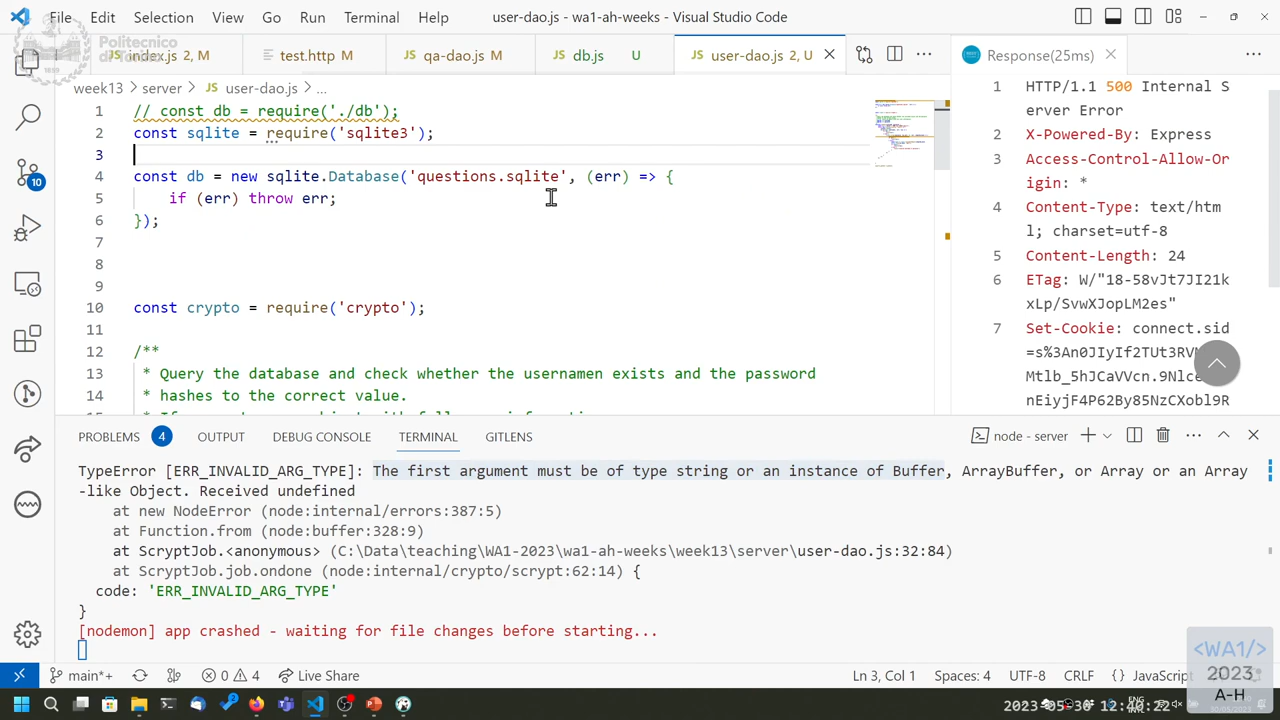 File Edit Selection View Go Run Terminal Help user-dao.js - wa1-ah-weeks - Visual Studio Code
Politecnico
index.js 2, M test.http M qa-dao.js M db.js U user-dao.js 2, U Response(25ms)
week13 > server > JS user-dao.js > ...
1 // const db = require('./db');
2 const sqlite = require('sqlite3');
3
4 const db = new sqlite.Database('questions.sqlite', (err) => {
5 if (err) throw err;
6 });
7
8
9
10 const crypto = require('crypto');
11
12 /**
13 * Query the database and check whether the usernamen exists and the password
14 * hashes to the correct value.
1 HTTP/1.1 500 Internal S
erver Error
2 X-Powered-By: Express
3 Access-Control-Allow-Or
igin: *
4 Content-Type: text/htm
l; charset=utf-8
5 Content-Length: 24
6 ETag: W/"18-58vJt7JI21k
xLp/SvwXJopLM2es"
7 Set-Cookie: connect.sid
=s%3An0JIyIf2TUt3RV
Mtlb_5hJCaVVcn.9Nlce
nEiyjF4P62By85NzCXobl9R
10
PROBLEMS 4 OUTPUT DEBUG CONSOLE TERMINAL GITLENS node - server
TypeError [ERR_INVALID_ARG_TYPE]: The first argument must be of type string or an instance of Buffer, ArrayBuffer, or Array or an Array
-like Object. Received undefined
at new NodeError (node:internal/errors:387:5)
at Function.from (node:buffer:328:9)
at ScryptJob.<anonymous> (C:\Data\teaching\WA1-2023\wa1-ah-weeks\week13\server\user-dao.js:32:84)
at ScryptJob.job.ondone (node:internal/crypto/scrypt:62:14) {
code: 'ERR_INVALID_ARG_TYPE'
}
[nodemon] app crashed - waiting for file changes before starting...
main*+ 0 4 Live Share Ln 3, Col 1 Spaces: 4 UTF-8 CRLF {} JavaScript
<WA1/>
2023
A-H